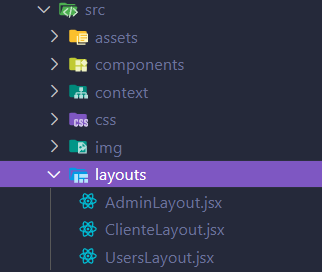 src
assets
components
context
css
img
layouts
AdminLayout.jsx
ClienteLayout.jsx
UsersLayout.jsx